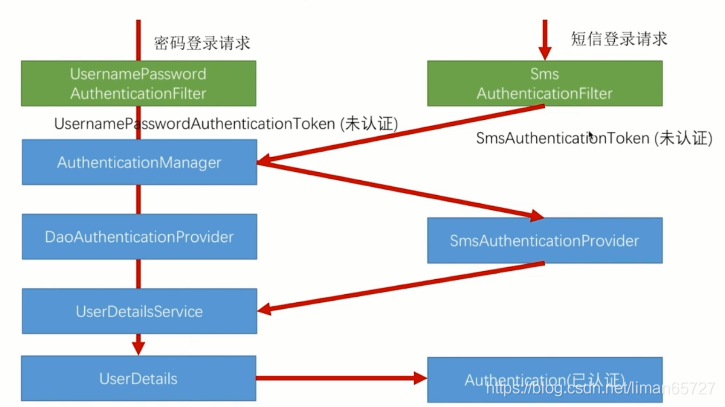 密码登录请求
短信登录请求
UsernamePassword
AuthenticationFilter
Sms
AuthenticationFilter
UsernamePasswordAuthenticationToken (未认证)
SmsAuthenticationToken (未认证)
AuthenticationManager
DaoAuthenticationProvider
SmsAuthenticationProvider
UserDetailsService
UserDetails
Authentication(已认证)
https://blog.csdn.net/liman65727